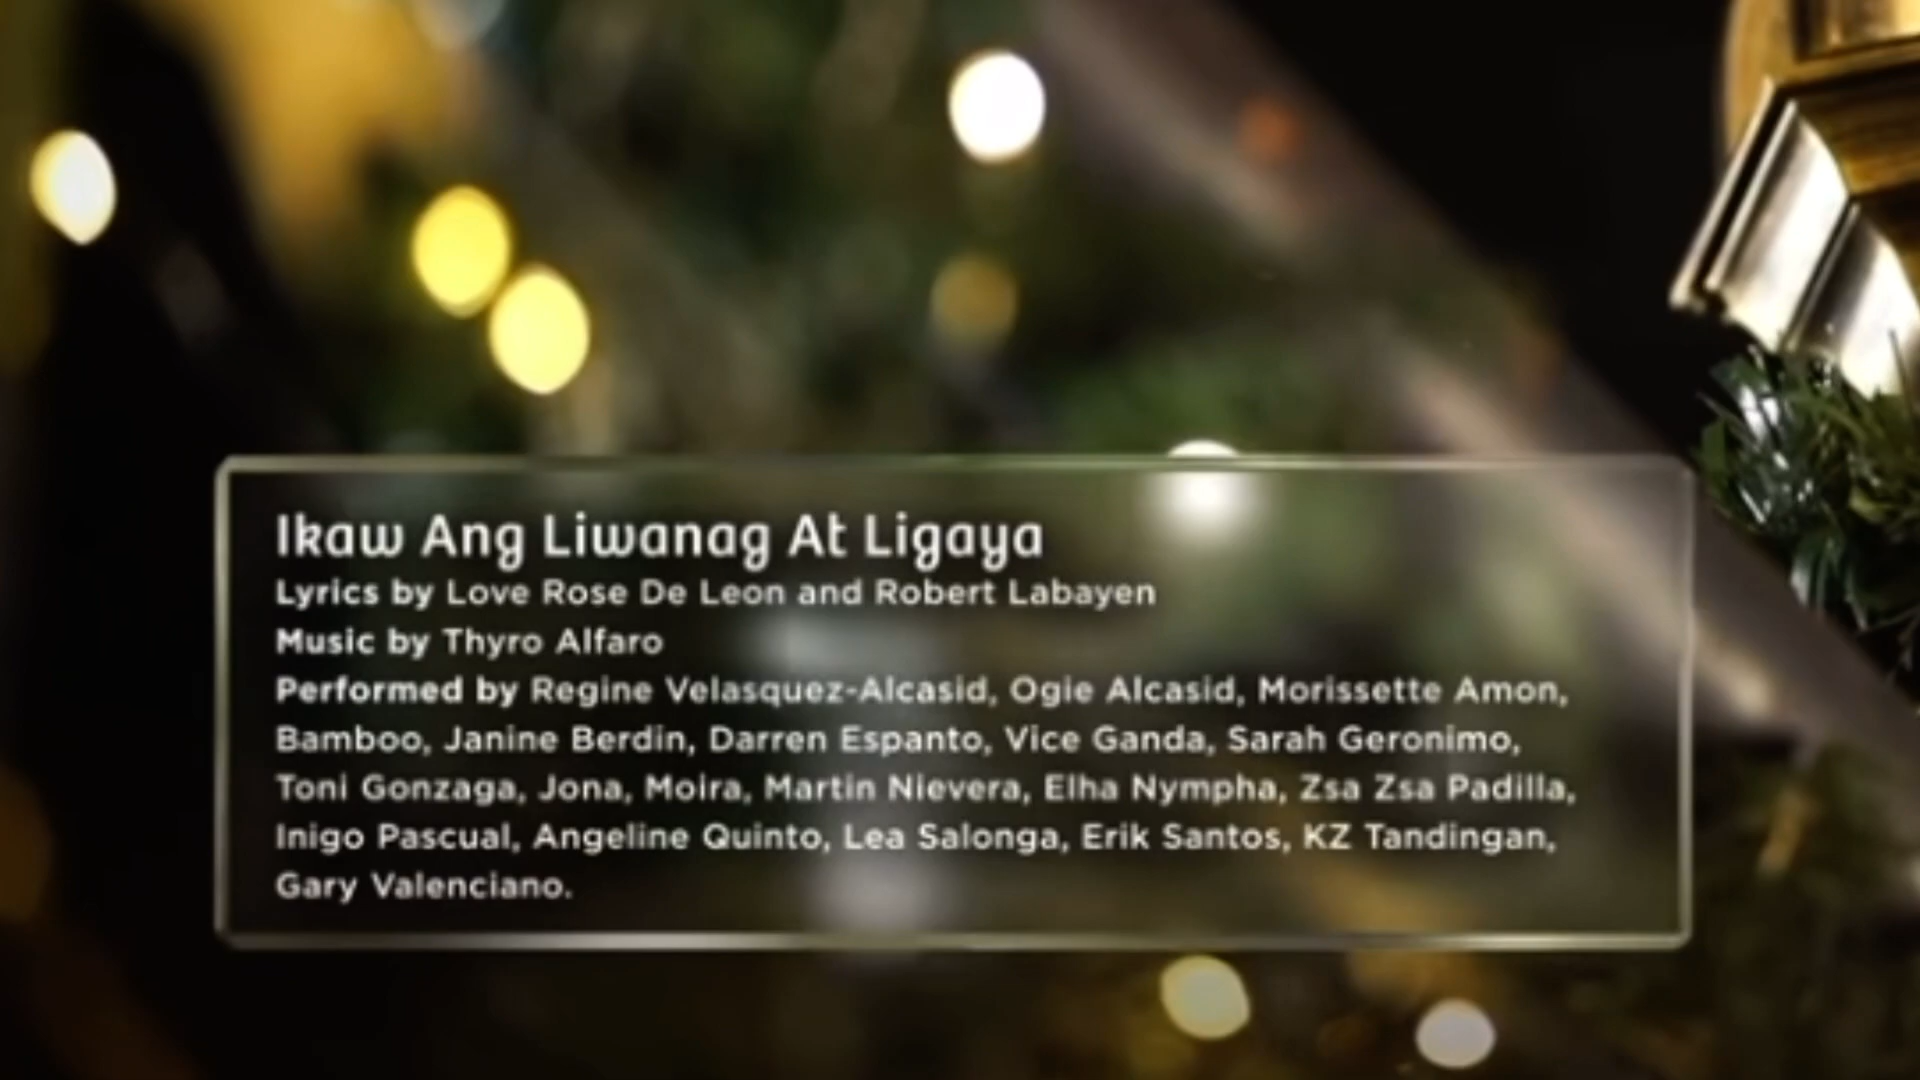 Ikaw Ang Liwanag At Ligaya
Lyrics by Love Rose De Leon and Robert Labayen
Music by Thyro Alfaro
Performed by Regine Velasquez-Alcasid, Ogie Alcasid, Morissette Amon,
Bamboo, Janine Berdin, Darren Espanto, Vice Ganda, Sarah Geronimo,
Toni Gonzaga, Jona, Moira, Martin Nievera, Elha Nympha, Zsa Zsa Padilla,
Inigo Pascual, Angeline Quinto, Lea Salonga, Erik Santos, KZ Tandingan,
Gary Valenciano.